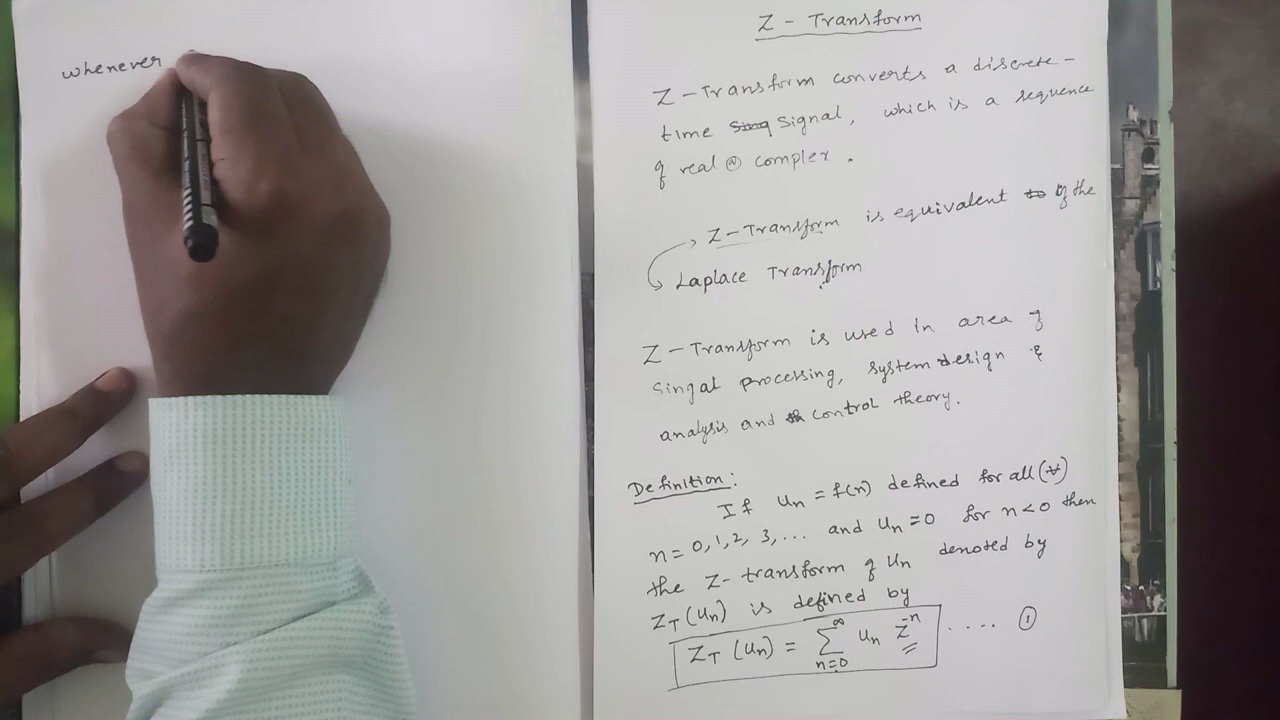 whenever
Z - Transform
Z - Transform converts a discrete -
time Sing Signal, which is a sequence
of real or complex.
Z - Transform is equivalent to of the
Laplace Transform
Z - Transform is used in area of
Singal processing, system design &
analysis and th control theory.
Definition:
If Un = f(n) defined for all (∀)
n = 0, 1, 2, 3, ... and Un = 0 for n < 0 then
the Z- transform of Un denoted by
Z_T (Un) is defined by
Z_T (Un) = ∑_{n=0}^{∞} Un z^{-n} .... ①